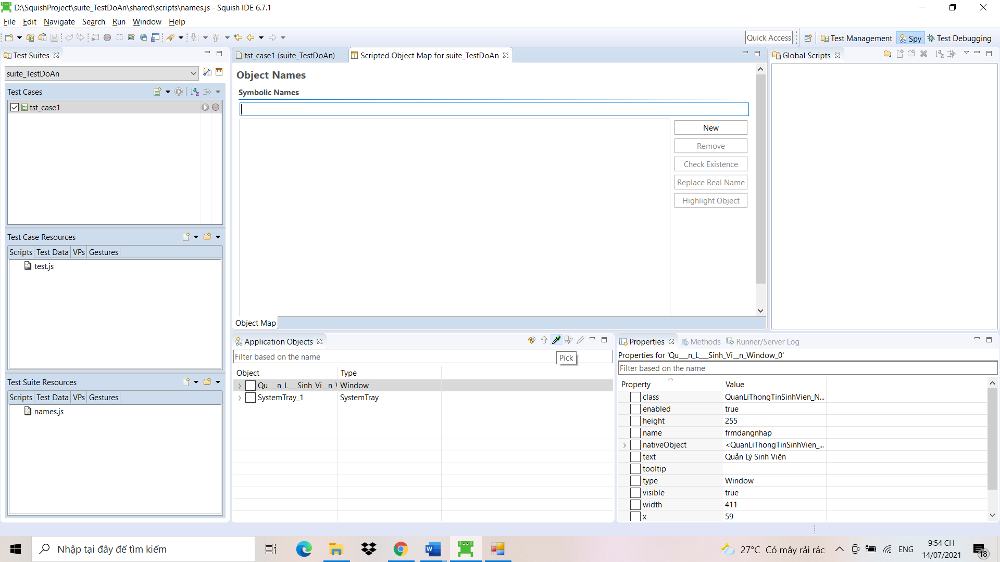 D:\SquishProject\suite_TestDoAn\shared\scripts\names.js - Squish IDE 6.7.1
File Edit Navigate Search Run Window Help
Quick Access Test Management Spy Test Debugging
Test Suites
suite_TestDoAn
Test Cases
tst_case1
Test Case Resources
Scripts Test Data VPs Gestures
test.js
Test Suite Resources
Scripts Test Data VPs Gestures
names.js
tst_case1 (suite_TestDoAn) Scripted Object Map for suite_TestDoAn
Object Names
Symbolic Names
New
Remove
Check Existence
Replace Real Name
Highlight Object
Object Map
Global Scripts
Application Objects
Filter based on the name
Pick
Object Type
Qu___n_L___Sinh_Vi__n_\ Window
SystemTray_1 SystemTray
Properties Methods Runner/Server Log
Properties for 'Qu___n_L___Sinh_Vi__n_Window_0'
Filter based on the name
Property Value
class QuanLiThongTinSinhVien_N...
enabled true
height 255
name frmdangnhap
nativeObject <QuanLiThongTinSinhVien_...
text Quản Lý Sinh Viên
tooltip
type Window
visible true
width 411
x 59
Nhập tại đây để tìm kiếm
27°C Có mây rải rác
ENG
9:54 CH
14/07/2021
18